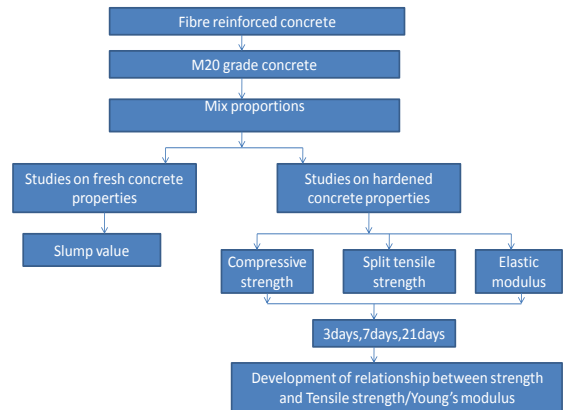 Fibre reinforced concrete
M20 grade concrete
Mix proportions
Studies on fresh concrete
properties
Studies on hardened
concrete properties
Slump value
Compressive
strength
Split tensile
strength
Elastic
modulus
3days,7days,21days
Development of relationship between strength
and Tensile strength/Young's modulus